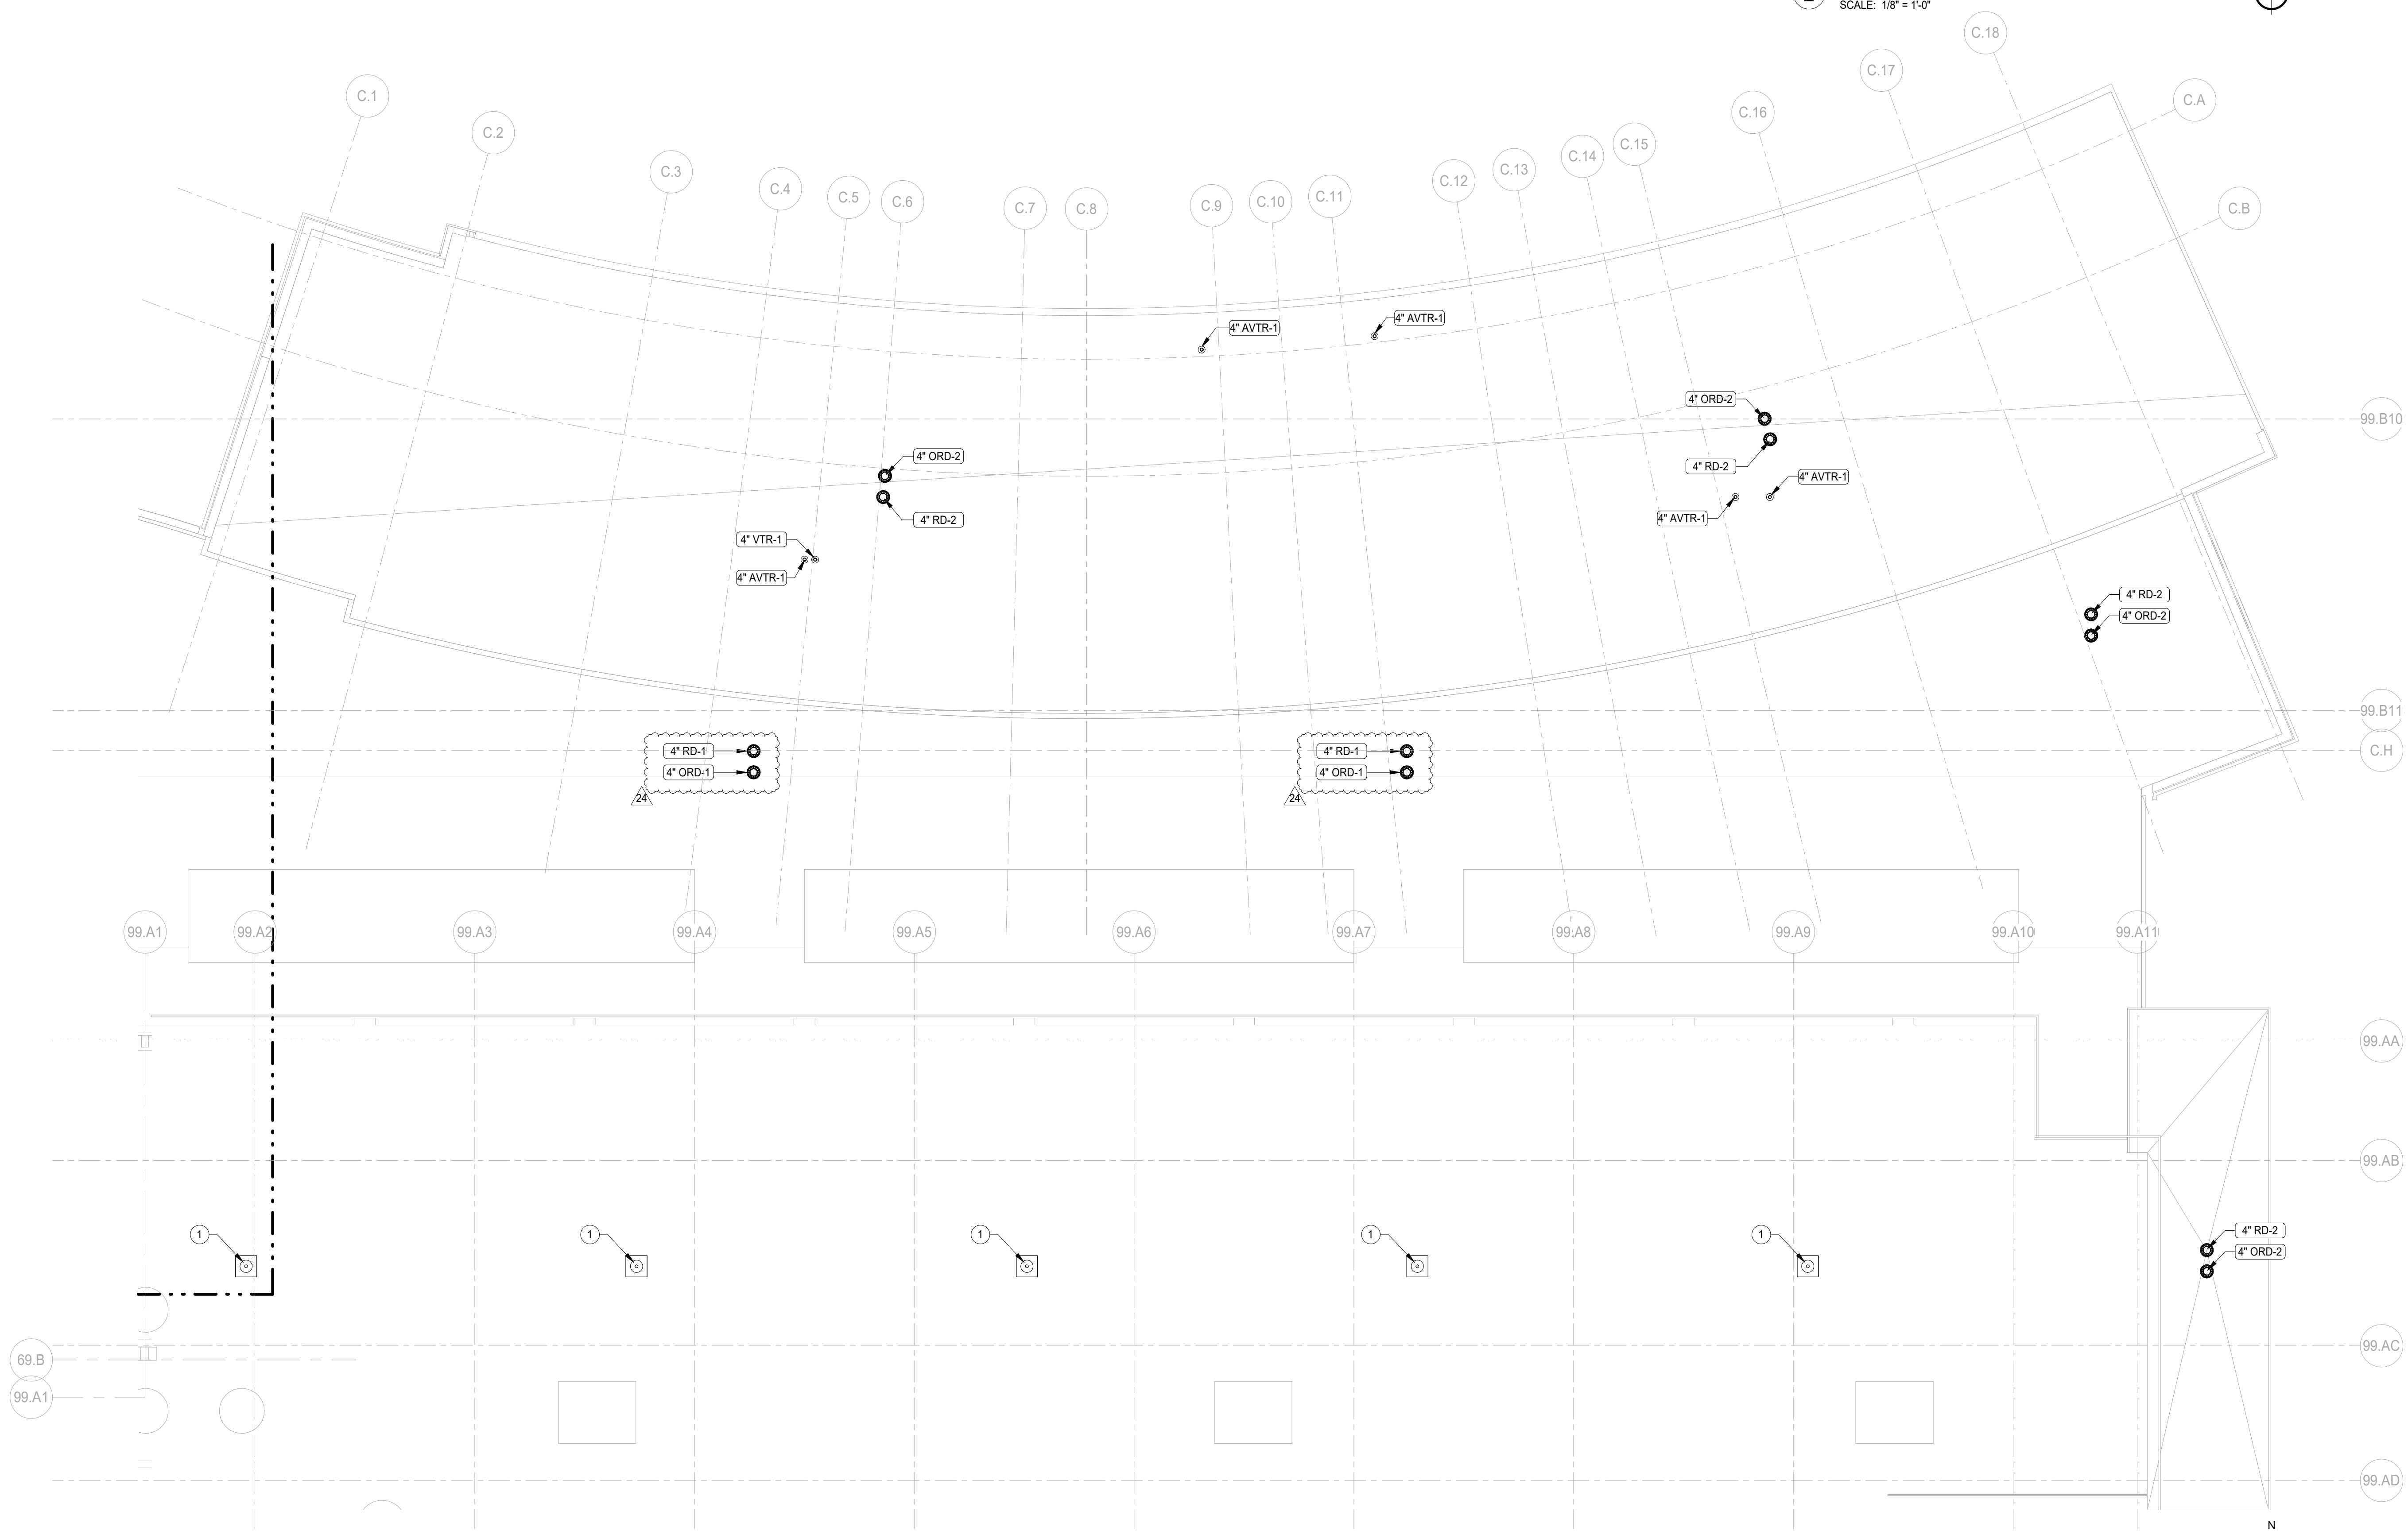 SCALE: 1/8" = 1'-0"
C.18
C.17
C.1
C.A
C.16
C.2
C.15
C.14
C.13
C.3
C.12
C.4
C.5
C.11
C.6
C.10
C.9
C.7
C.8
C.B
4" AVTR-1
4" AVTR-1
4" ORD-2
99.B10
4" ORD-2
4" RD-2
4" AVTR-1
4" RD-2
4" AVTR-1
4" VTR-1
4" AVTR-1
4" RD-2
4" ORD-2
99.B11
4" RD-1
4" RD-1
C.H
4" ORD-1
4" ORD-1
24
24
99.A1
99.A2
99.A3
99.A4
99.A5
99.A6
99.A7
99.A8
99.A9
99.A10
99.A11
99.AA
99.AB
1
1
1
1
1
4" RD-2
4" ORD-2
99.AC
69.B
99.A1
99.AD
N